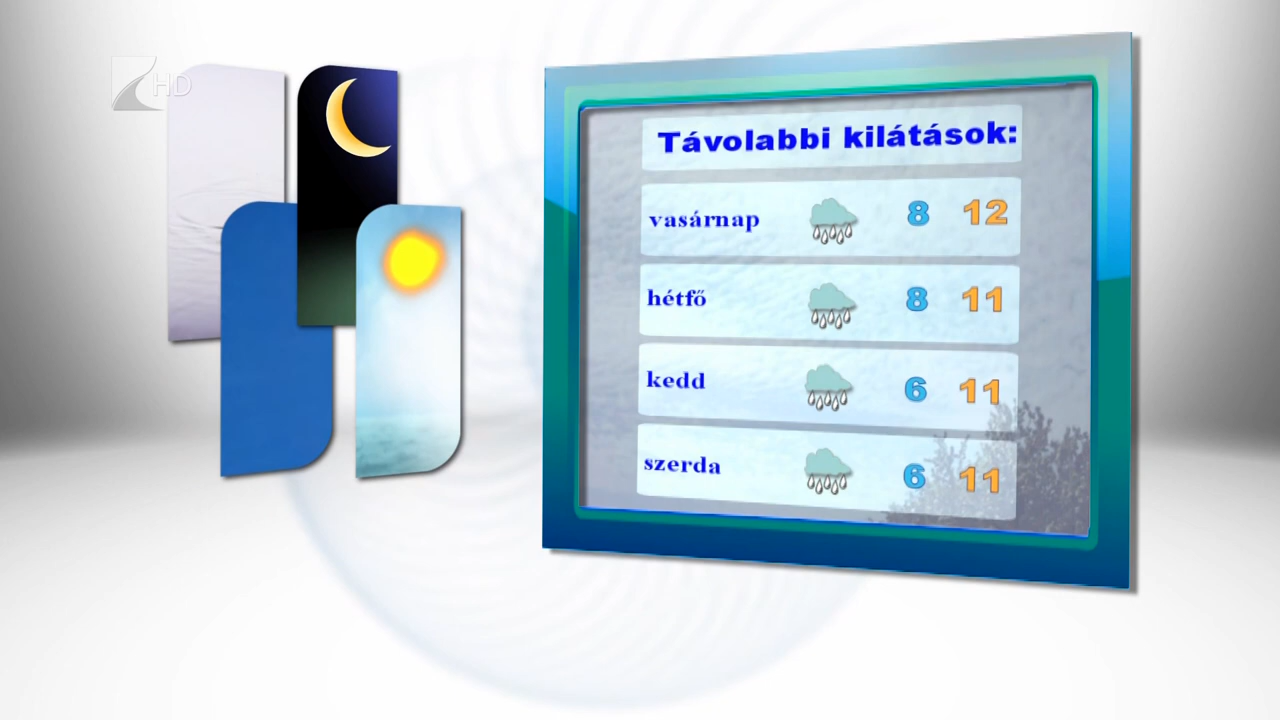 HD
Távolabbi kilátások:
vasárnap 8 12
hétfő 8 11
kedd 6 11
szerda 6 11